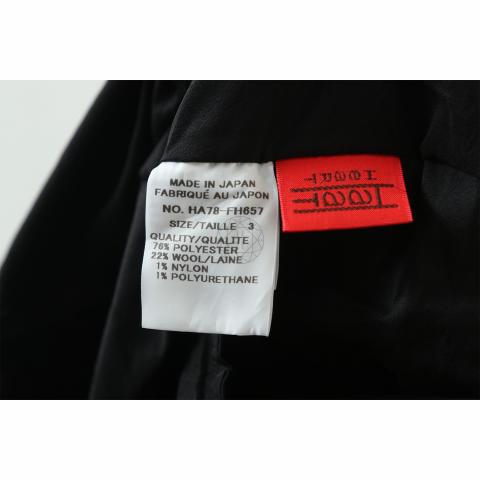 MADE IN JAPAN
FABRIQUÉ AU JAPON
NO. HA78-FH657
SIZE/TAILLE 3
QUALITY/QUALITE
76% POLYESTER
22% WOOL/LAINE
1% NYLON
1% POLYURETHANE